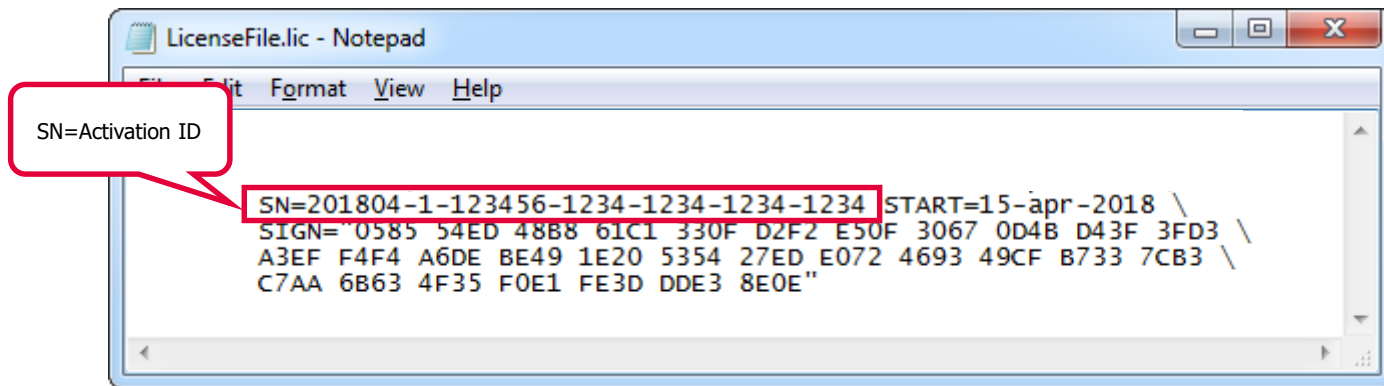 LicenseFile.lic - Notepad
Edit Format View Help
SN=Activation ID
SN=201804-1-123456-1234-1234-1234-1234 START=15-apr-2018 \
SIGN="0585 54ED 48B8 61C1 330F D2F2 E50F 3067 0D4B D43F 3FD3 \
A3EF F4F4 A6DE BE49 1E20 5354 27ED E072 4693 49CF B733 7CB3 \
C7AA 6B63 4F35 F0E1 FE3D DDE3 8E0E"